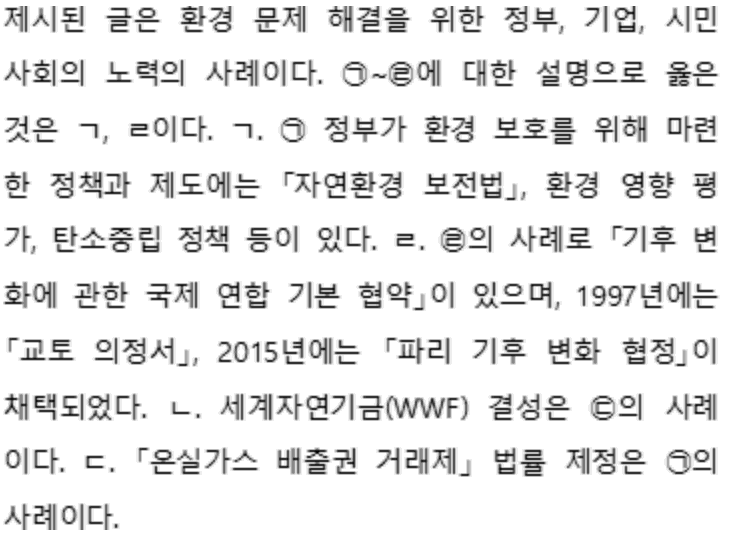 제시된 글은 환경 문제 해결을 위한 정부, 기업, 시민
사회의 노력의 사례이다. ㉠~㉣에 대한 설명으로 옳은
것은 ㄱ, ㄹ이다. ㄱ. ㉠ 정부가 환경 보호를 위해 마련
한 정책과 제도에는 「자연환경 보전법」, 환경 영향 평
가, 탄소중립 정책 등이 있다. ㄹ. ㉣의 사례로 「기후 변
화에 관한 국제 연합 기본 협약」이 있으며, 1997년에는
「교토 의정서」, 2015년에는 「파리 기후 변화 협정」이
채택되었다. ㄴ. 세계자연기금(WWF) 결성은 ㉢의 사례
이다. ㄷ. 「온실가스 배출권 거래제」 법률 제정은 ㉠의
사례이다.